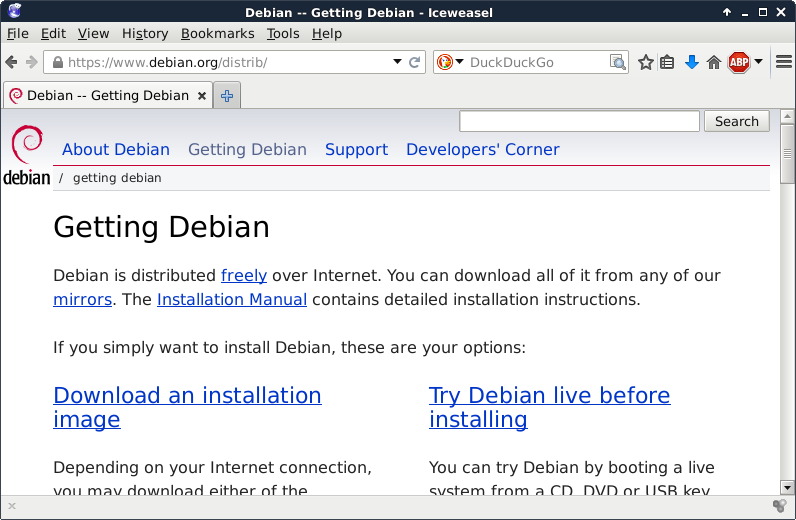 Debian -- Getting Debian - Iceweasel
File Edit View History Bookmarks Tools Help
https://www.debian.org/distrib/ DuckDuckGo ABP
Debian -- Getting Debian
Search
About Debian Getting Debian Support Developers' Corner
debian / getting debian
Getting Debian
Debian is distributed freely over Internet. You can download all of it from any of our
mirrors. The Installation Manual contains detailed installation instructions.
If you simply want to install Debian, these are your options:
Download an installation
image
Try Debian live before
installing
Depending on your Internet connection,
you may download either of the
You can try Debian by booting a live
system from a CD, DVD or USB key